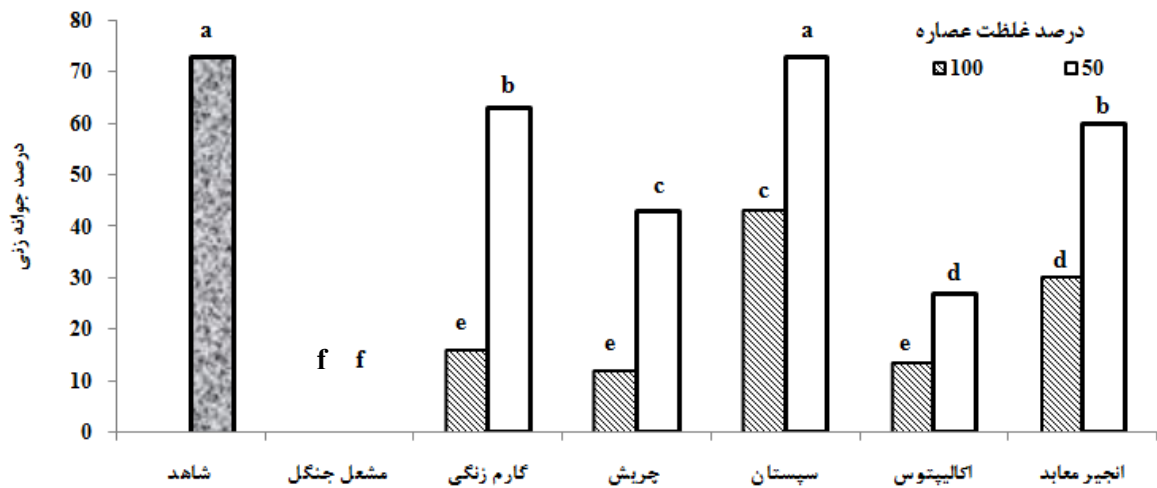 درصد غلظت عصاره
100 50
درصد جوانه زنی
80
70
60
50
40
30
20
10
0
a
f f
e b
e c
c a
e d
d b
شاهد مشعل جنگل گارم زنگی چریش سپستان اکالیپتوس انجیر معابد